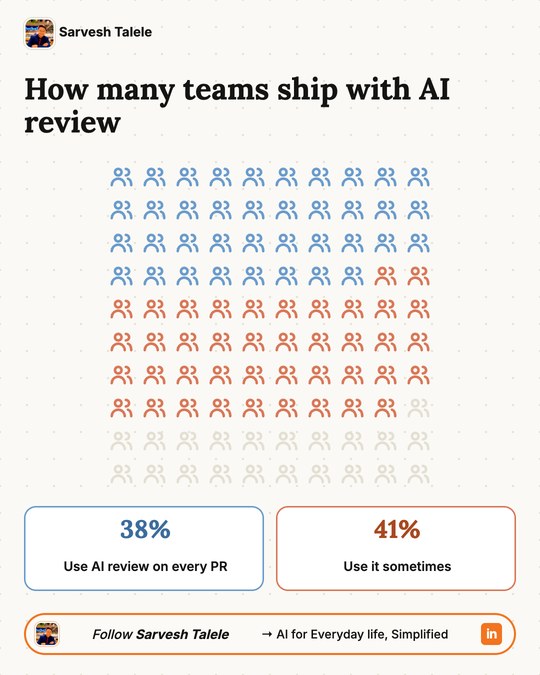 Sarvesh Talele
How many teams ship with AI
review
38%
Use AI review on every PR
41%
Use it sometimes
Follow Sarvesh Talele
→ AI for Everyday life, Simplified
in